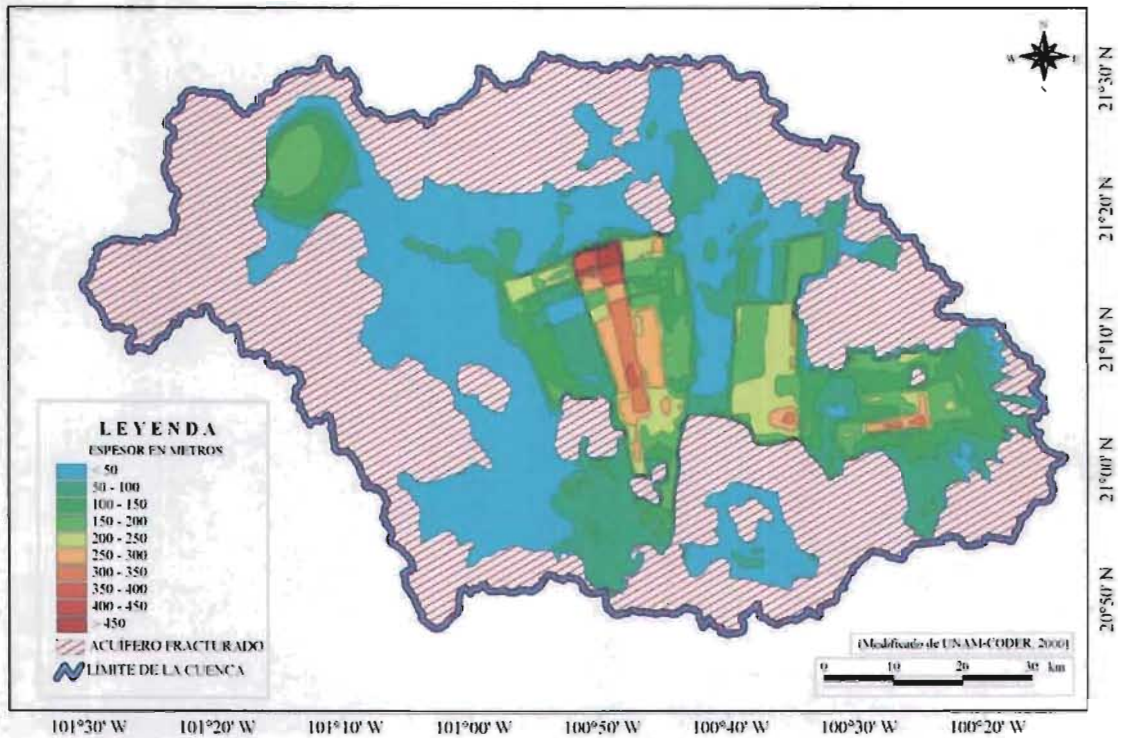 N
W E
21°30' N
21°20' N
21°10' N
21°00' N
20°50' N
LEYENDA
ESPESOR EN METROS
< 50
50 - 100
100 - 150
150 - 200
200 - 250
250 - 300
300 - 350
350 - 400
400 - 450
>450
ACUÍFERO FRACTURADO
LÍMITE DE LA CUENCA
[Modificado de UNAM-CODER, 2000]
0 10 20 30 km
101°30' W 101°20' W 101°10' W 101°00' W 100°50' W 100°40' W 100°30' W 100°20' W